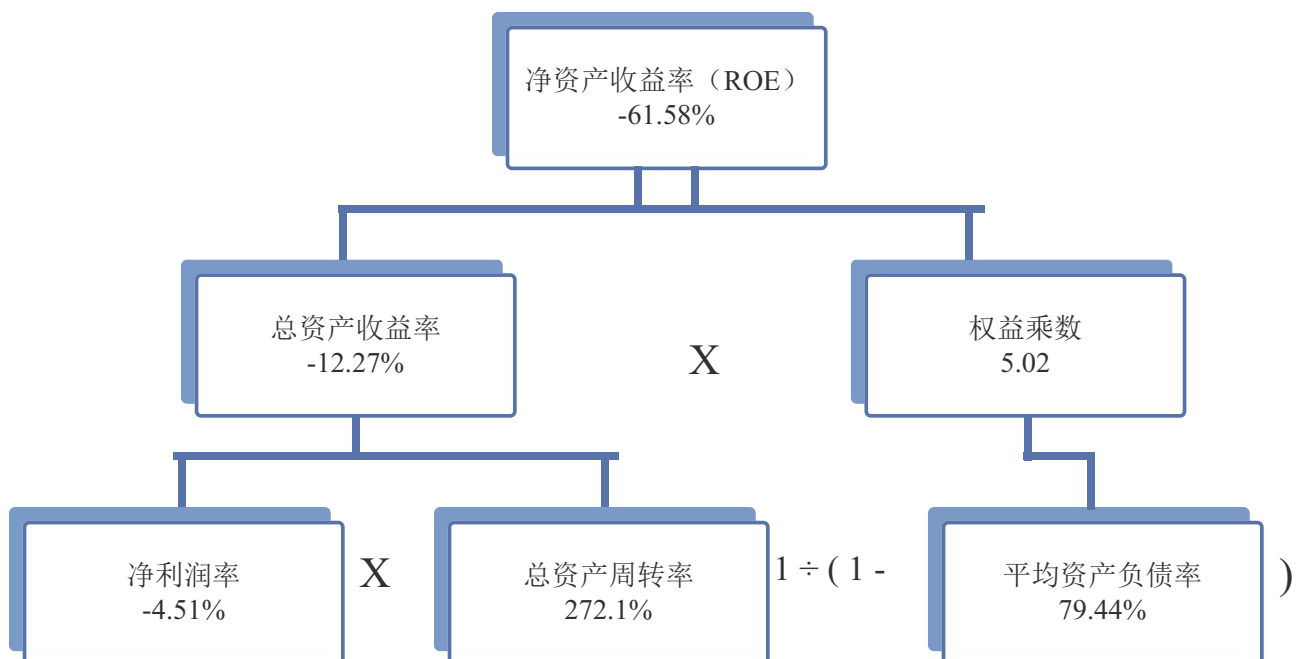 净资产收益率（ROE）
-61.58%
总资产收益率
-12.27%
X
权益乘数
5.02
净利润率
-4.51%
X
总资产周转率
272.1%
1 ÷ ( 1 -
平均资产负债率
79.44%
)